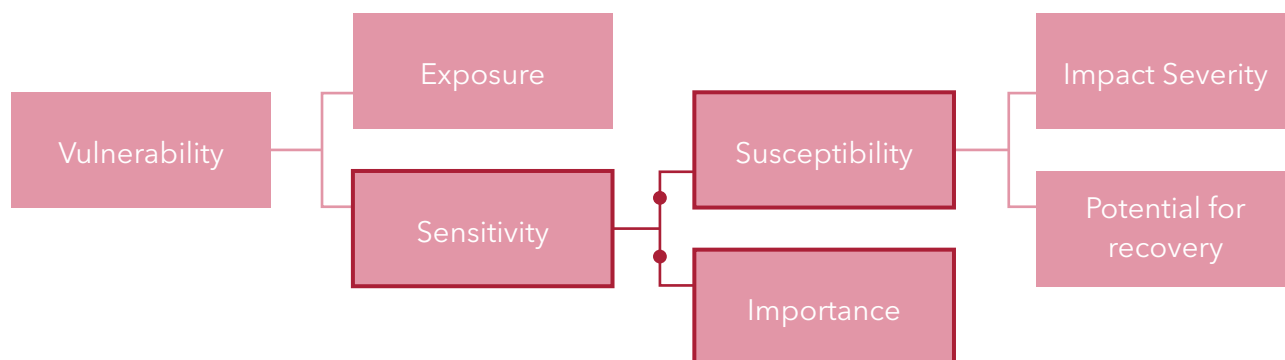 Vulnerability
Exposure
Sensitivity
Susceptibility
Importance
Impact Severity
Potential for
recovery